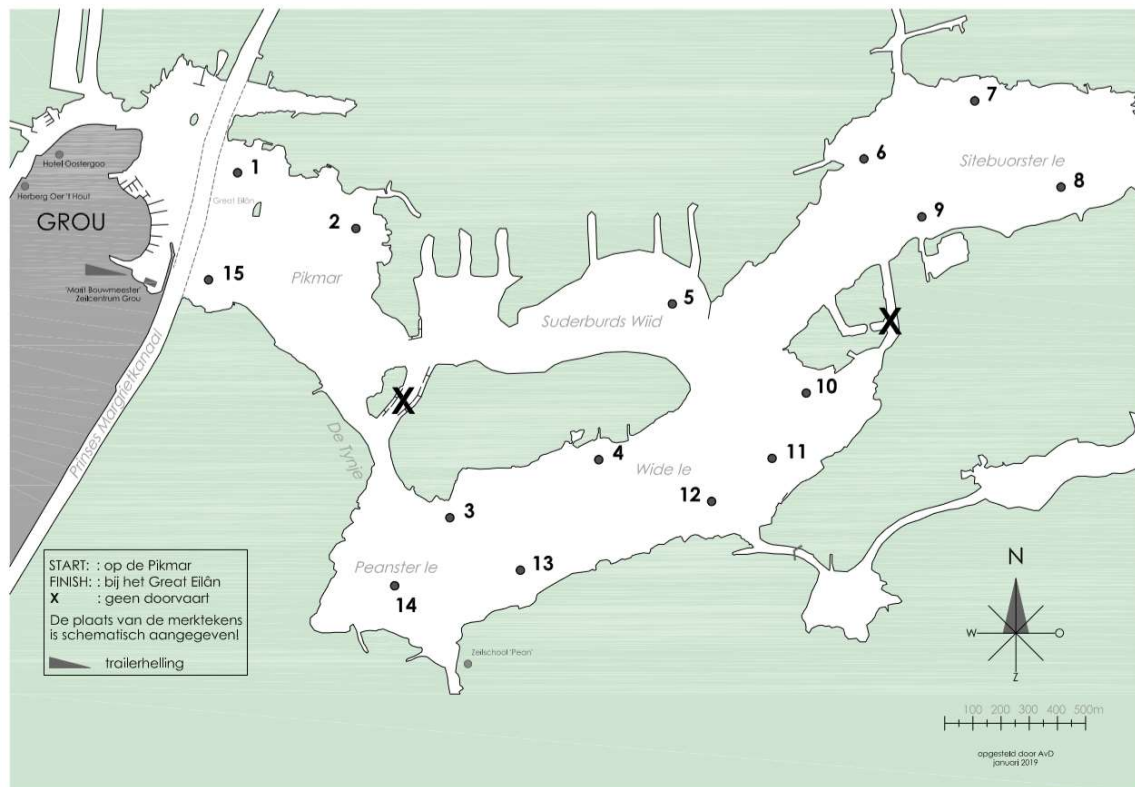 7
6
Sitebuorster Ie
8
9
Hotel Oostergoo
Herberg Oer 't Hout
GROU
1
Great Eilân
2
Pikmar
15
'Marit Bouwmeester'
Zeilcentrum Grou
Prinses Margrietkanaal
Suderburds Wiid
5
X
X
De Tynje
10
11
4
Wide Ie
12
3
13
Peanster Ie
14
Zeilschool 'Pean'
START: : op de Pikmar
FINISH: : bij het Great Eilân
X : geen doorvaart
De plaats van de merktekens
is schematisch aangegeven!
trailerhelling
N
W
O
Z
100 200 300 400 500m
opgesteld door AvD
januari 2019